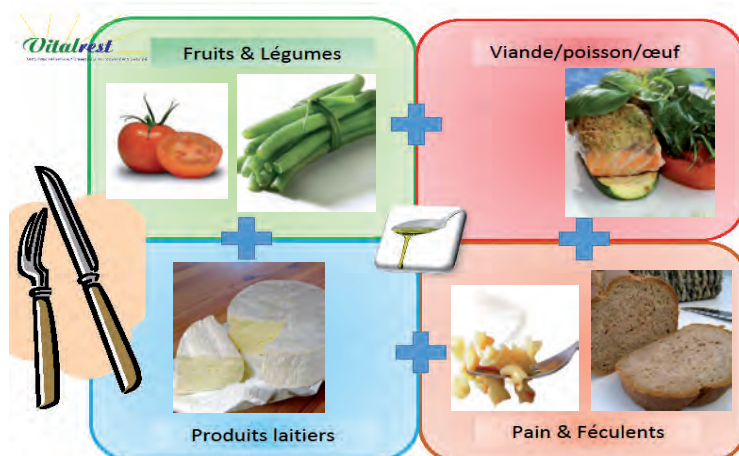 Vitalrest
Fruits & Légumes
Viande/poisson/œuf
Produits laitiers
Pain & Féculents